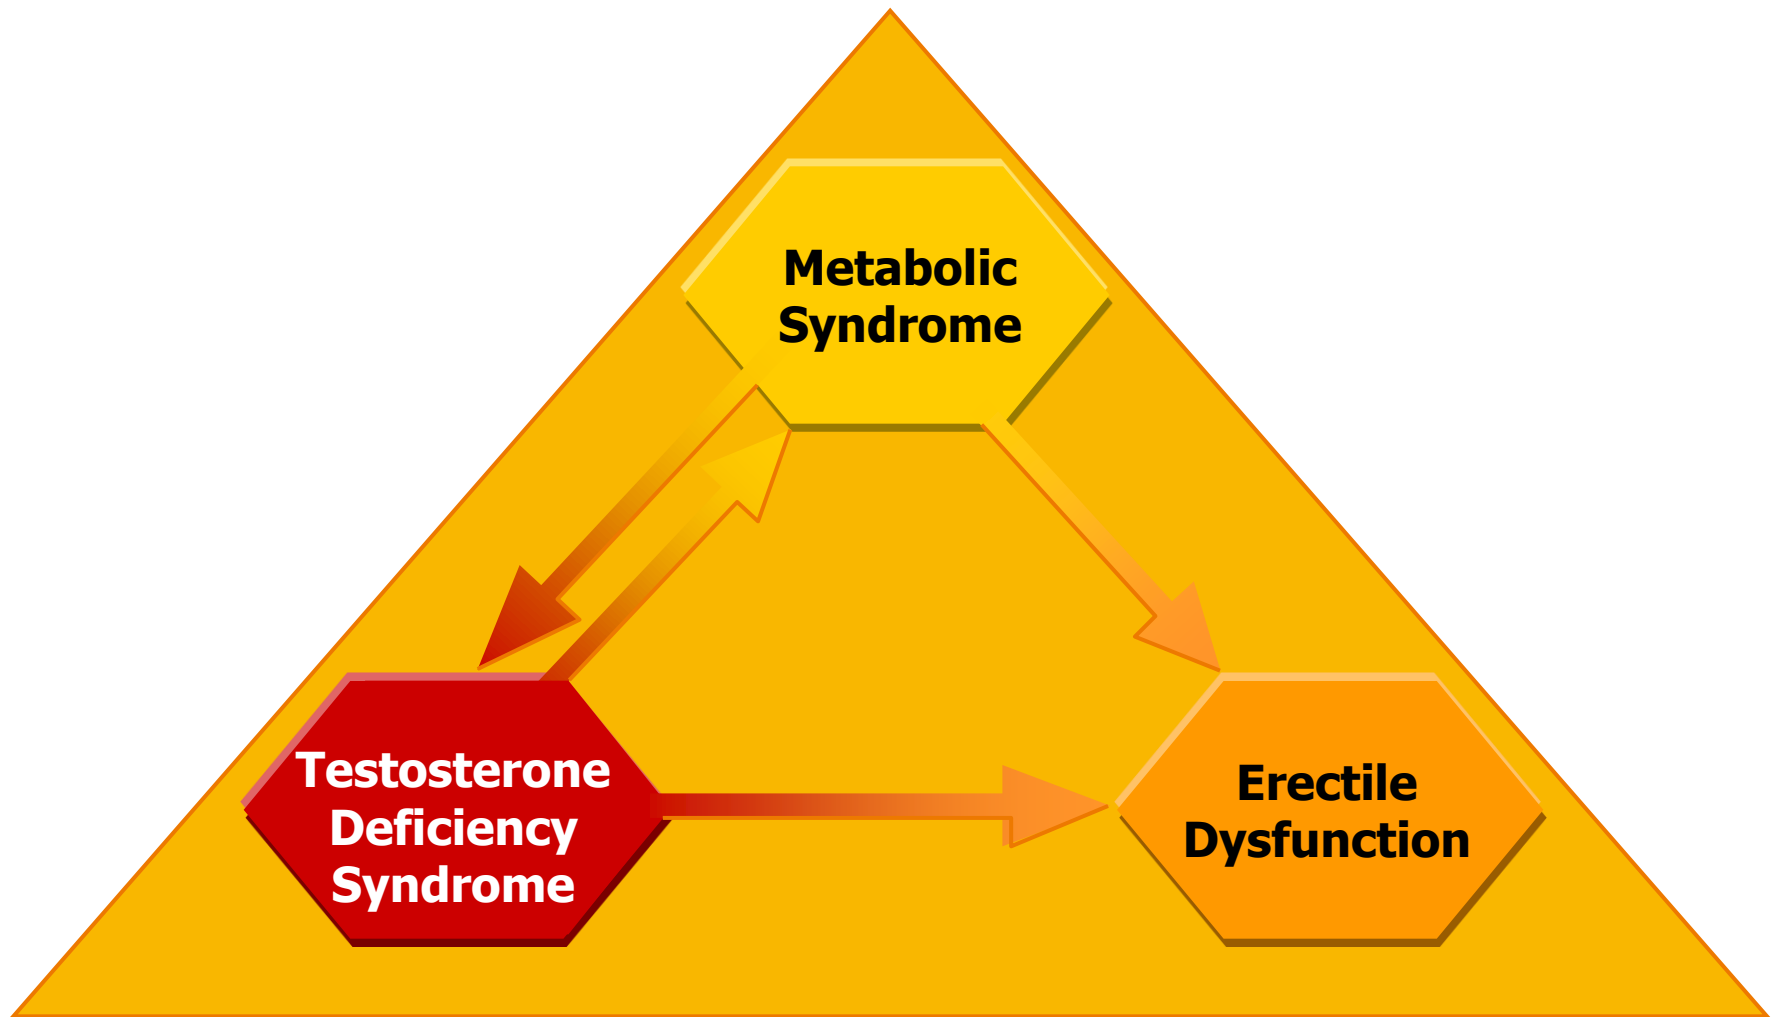 Metabolic
Syndrome
Testosterone
Deficiency
Syndrome
Erectile
Dysfunction